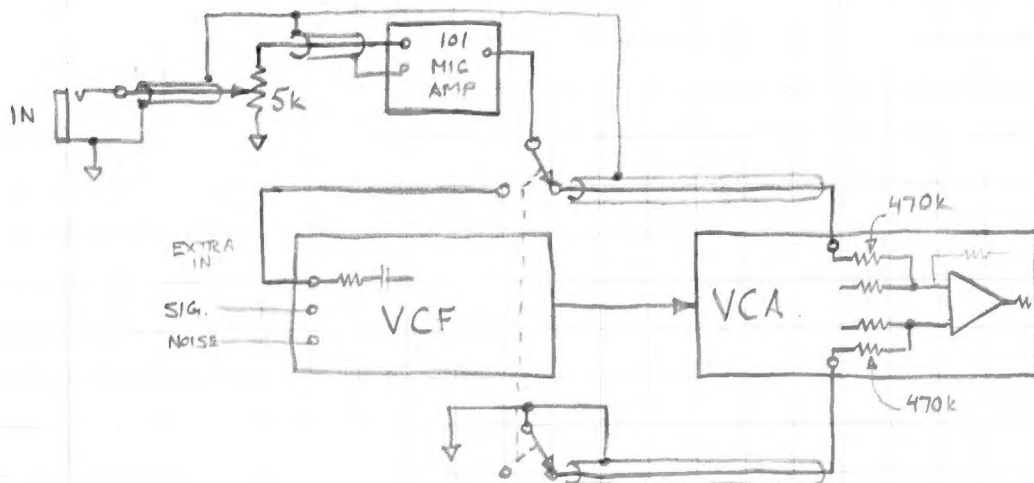 IN
5k
101
MIC
AMP
EXTRA
IN
SIG.
NOISE
VCF
VCA
470k
470k